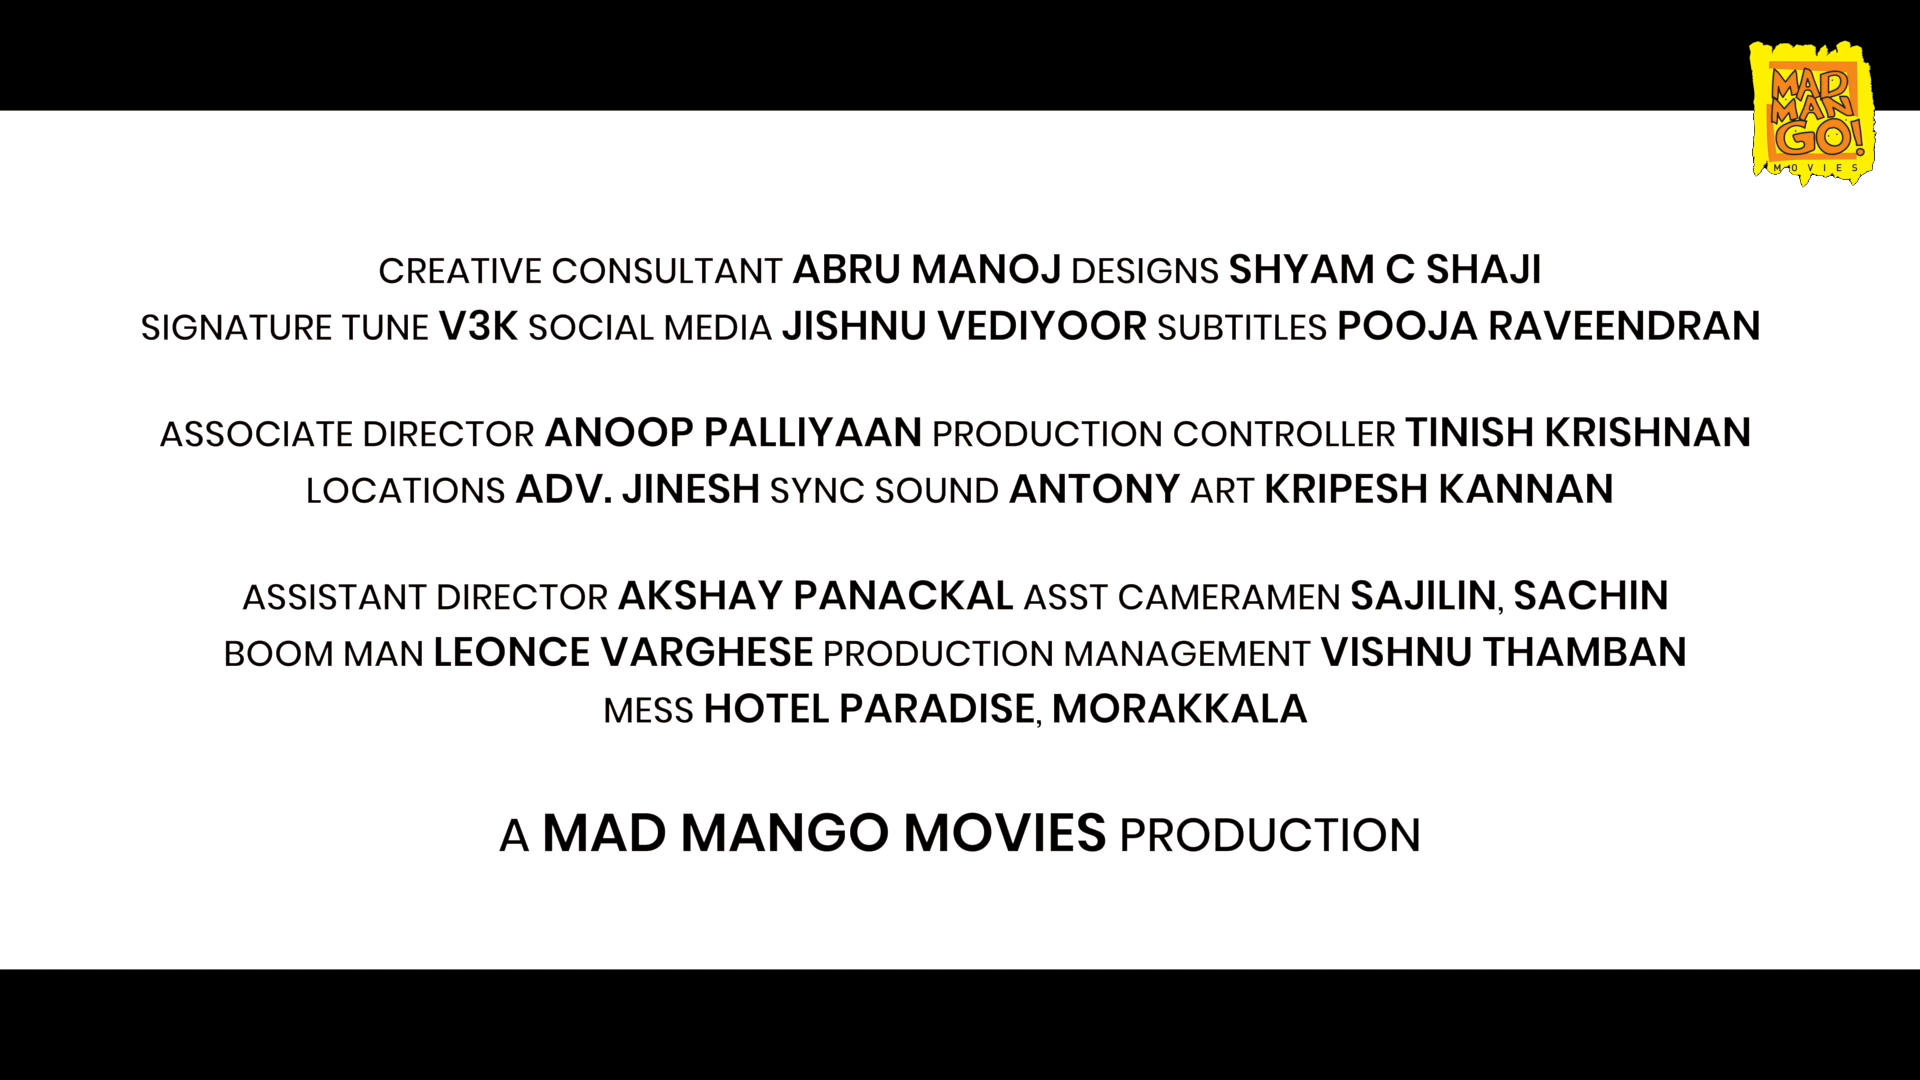 MAD
MAN
GO!
MOVIES
CREATIVE CONSULTANT ABRU MANOJ DESIGNS SHYAM C SHAJI
SIGNATURE TUNE V3K SOCIAL MEDIA JISHNU VEDIYOOR SUBTITLES POOJA RAVEENDRAN
ASSOCIATE DIRECTOR ANOOP PALLIYAAN PRODUCTION CONTROLLER TINISH KRISHNAN
LOCATIONS ADV. JINESH SYNC SOUND ANTONY ART KRIPESH KANNAN
ASSISTANT DIRECTOR AKSHAY PANACKAL ASST CAMERAMEN SAJILIN, SACHIN
BOOM MAN LEONCE VARGHESE PRODUCTION MANAGEMENT VISHNU THAMBAN
MESS HOTEL PARADISE, MORAKKALA
A MAD MANGO MOVIES PRODUCTION